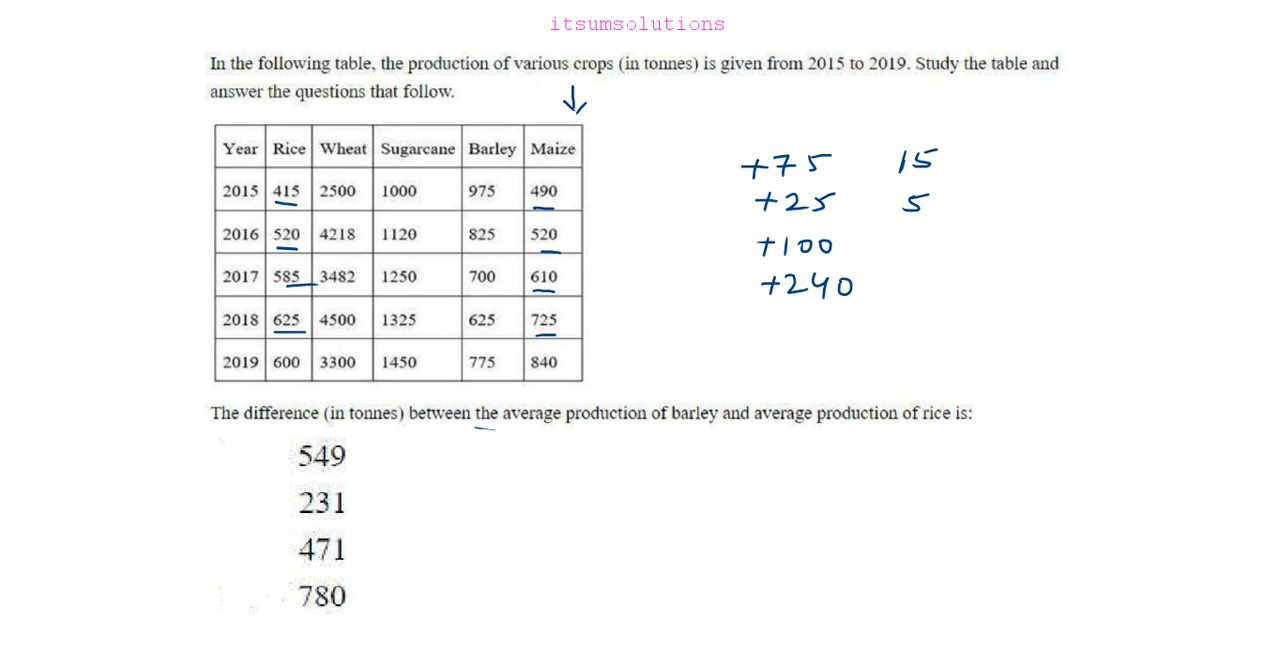 itsumsolutions
In the following table, the production of various crops (in tonnes) is given from 2015 to 2019. Study the table and
answer the questions that follow.
Year Rice Wheat Sugarcane Barley Maize
2015 415 2500 1000 975 490
2016 520 4218 1120 825 520
2017 585 3482 1250 700 610
2018 625 4500 1325 625 725
2019 600 3300 1450 775 840
+75 15
+25 5
+100
+240
The difference (in tonnes) between the average production of barley and average production of rice is:
549
231
471
780